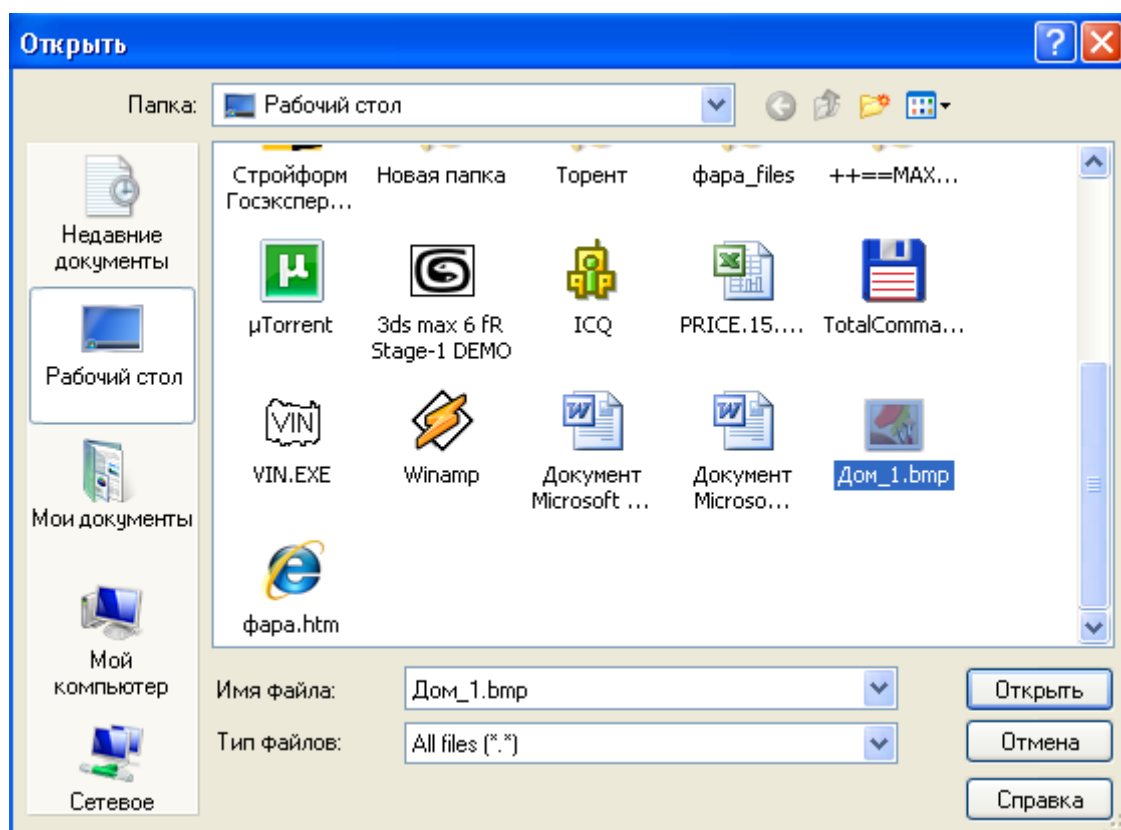 Открыть
Папка:
Рабочий стол
Недавние
документы
Рабочий стол
Мои документы
Мой
компьютер
Сетевое
Стройформ
Госэкспер...
Новая папка
Торент
фара_files
++==MAX...
µTorrent
3ds max 6 fR
Stage-1 DEMO
ICQ
PRICE.15....
TotalComma...
VIN
VIN.EXE
Winamp
Документ
Microsoft ...
Документ
Microso...
Дом_1.bmp
фара.htm
Имя файла:
Дом_1.bmp
Открыть
Тип файлов:
All files (*.*)
Отмена
Справка